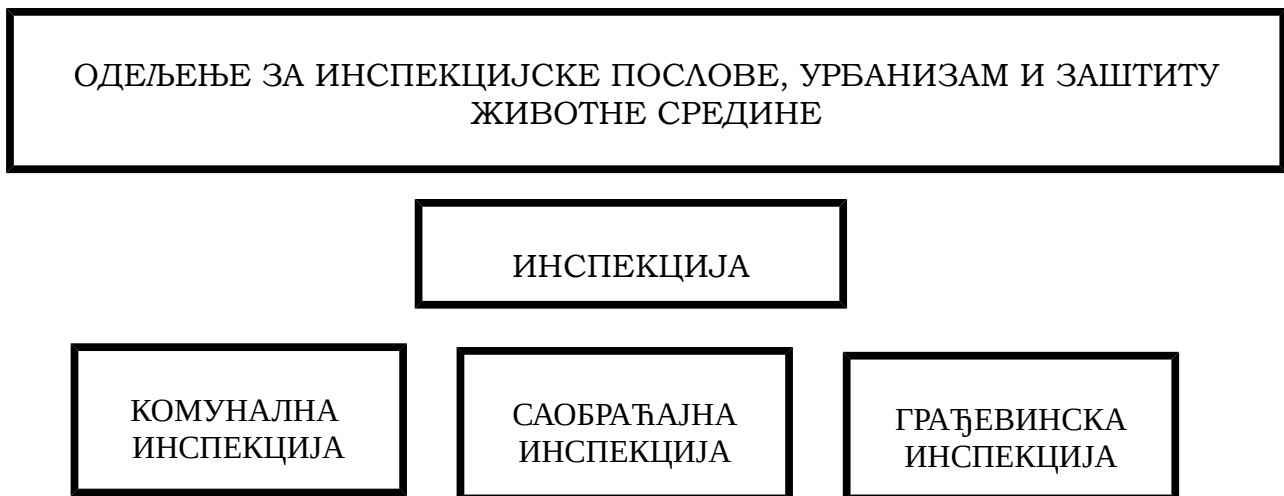 ОДЕЉЕЊЕ ЗА ИНСПЕКЦИЈСКЕ ПОСЛОВЕ, УРБАНИЗАМ И ЗАШТИТУ
ЖИВОТНЕ СРЕДИНЕ
ИНСПЕКЦИЈА
КОМУНАЛНА
ИНСПЕКЦИЈА
САОБРАЋАЈНА
ИНСПЕКЦИЈА
ГРАЂЕВИНСКА
ИНСПЕКЦИЈА